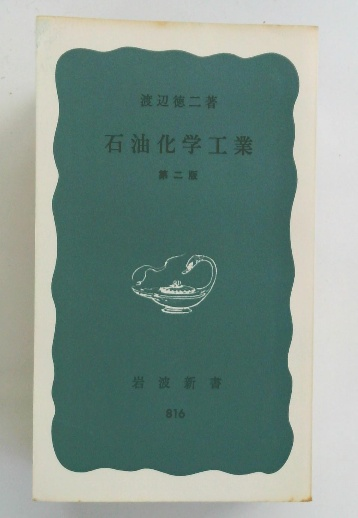 渡辺徳二著
石油化学工業
第二版
岩波新書
816